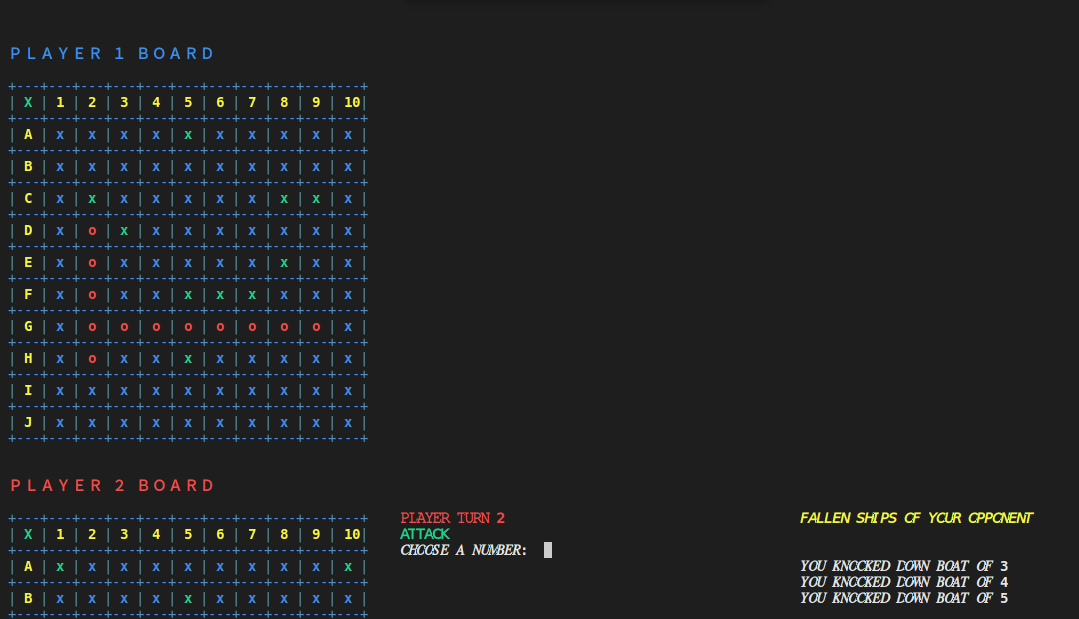 PLAYER 1 BOARD
+---+---+---+---+---+---+---+---+---+---+---+
| X | 1 | 2 | 3 | 4 | 5 | 6 | 7 | 8 | 9 | 10|
+---+---+---+---+---+---+---+---+---+---+---+
| A | x | x | x | x | x | x | x | x | x | x |
+---+---+---+---+---+---+---+---+---+---+---+
| B | x | x | x | x | x | x | x | x | x | x |
+---+---+---+---+---+---+---+---+---+---+---+
| C | x | x | x | x | x | x | x | x | x | x |
+---+---+---+---+---+---+---+---+---+---+---+
| D | x | o | x | x | x | x | x | x | x | x |
+---+---+---+---+---+---+---+---+---+---+---+
| E | x | o | x | x | x | x | x | x | x | x |
+---+---+---+---+---+---+---+---+---+---+---+
| F | x | o | x | x | x | x | x | x | x | x |
+---+---+---+---+---+---+---+---+---+---+---+
| G | x | o | o | o | o | o | o | o | o | x |
+---+---+---+---+---+---+---+---+---+---+---+
| H | x | o | x | x | x | x | x | x | x | x |
+---+---+---+---+---+---+---+---+---+---+---+
| I | x | x | x | x | x | x | x | x | x | x |
+---+---+---+---+---+---+---+---+---+---+---+
| J | x | x | x | x | x | x | x | x | x | x |
+---+---+---+---+---+---+---+---+---+---+---+
PLAYER 2 BOARD
+---+---+---+---+---+---+---+---+---+---+---+
| X | 1 | 2 | 3 | 4 | 5 | 6 | 7 | 8 | 9 | 10|
+---+---+---+---+---+---+---+---+---+---+---+
| A | x | x | x | x | x | x | x | x | x | x |
+---+---+---+---+---+---+---+---+---+---+---+
| B | x | x | x | x | x | x | x | x | x | x |
+---+---+---+---+---+---+---+---+---+---+---+
PLAYER TURN 2
ATTACK
CHOOSE A NUMBER:
FALLEN SHIPS OF YOUR OPPONENT
YOU KNOCKED DOWN BOAT OF 3
YOU KNOCKED DOWN BOAT OF 4
YOU KNOCKED DOWN BOAT OF 5